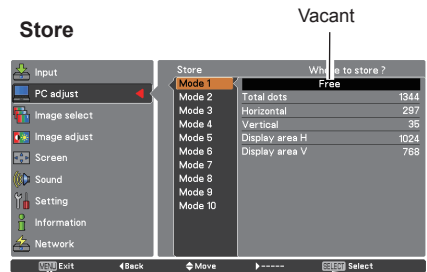 Store
Vacant
Input
PC adjust
Image select
Image adjust
Screen
Sound
Setting
Information
Network
Store
Where to store ?
Mode 1
Free
Mode 2
Total dots 1344
Mode 3
Horizontal 297
Mode 4
Vertical 35
Mode 5
Display area H 1024
Mode 6
Display area V 768
Mode 7
Mode 8
Mode 9
Mode 10
MENU Exit
Back
Move
-----
SELECT Select